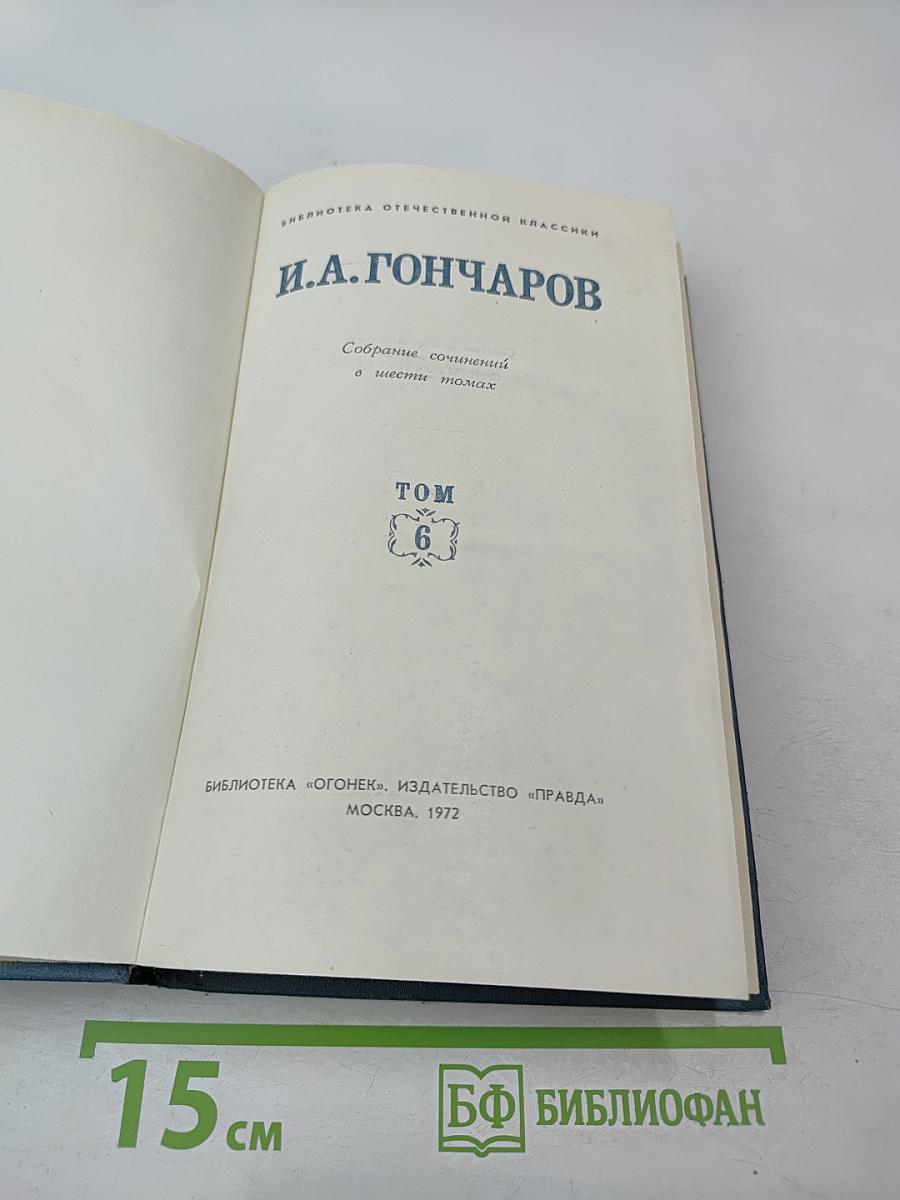 БИБЛИОТЕКА ОТЕЧЕСТВЕННОЙ КЛАССИКИ
И.А.ГОНЧАРОВ
Собрание сочинений
в шести томах
ТОМ
6
БИБЛИОТЕКА «ОГОНЕК». ИЗДАТЕЛЬСТВО «ПРАВДА»
МОСКВА. 1972
15 см
БФ БИБЛИОФАН